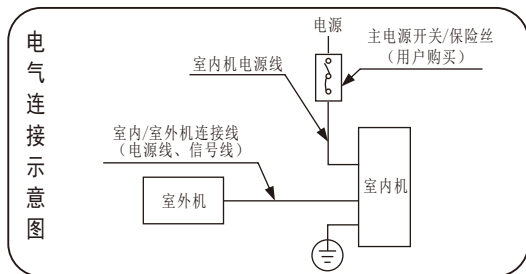 电气连接示意图
电源
主电源开关/保险丝
（用户购买）
室内机电源线
室内/室外机连接线
（电源线、信号线）
室外机
室内机